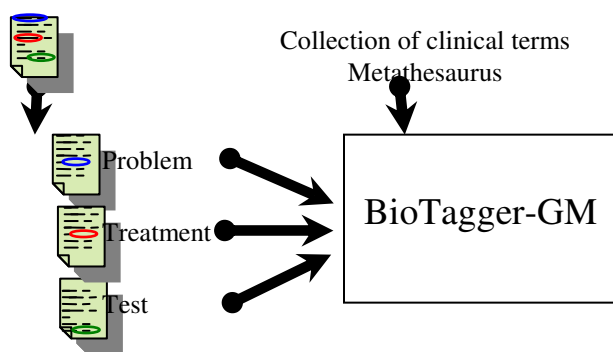 Collection of clinical terms
Metathesaurus
Problem
BioTagger-GM
Treatment
Test